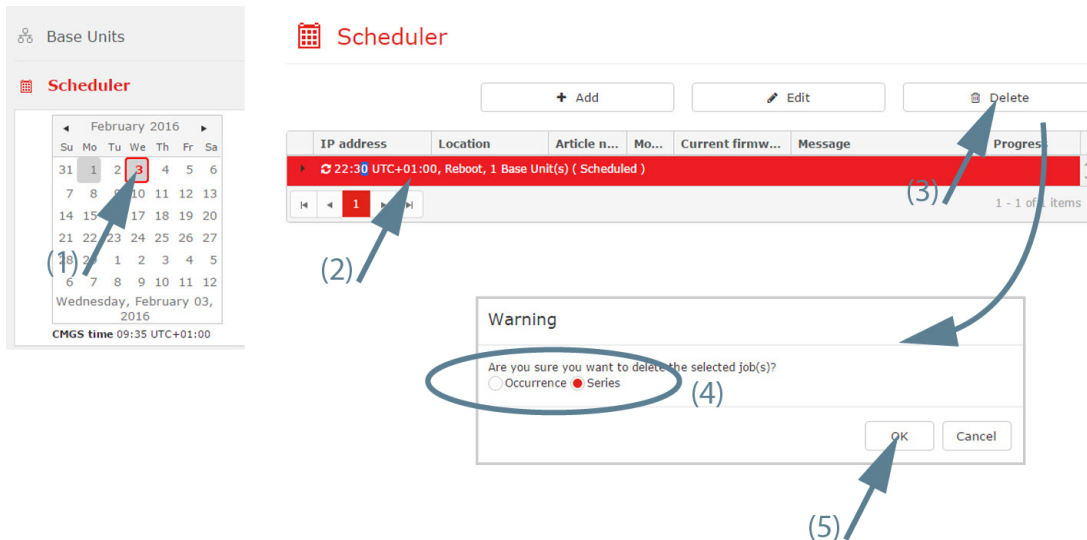 Base Units
Scheduler
February 2016
Su Mo Tu We Th Fr Sa
31 1 2 3 4 5 6
7 8 9 10 11 12 13
14 15 17 18 19 20
21 22 23 24 25 26 27
28 29 1 2 3 4 5
6 7 8 9 10 11 12
Wednesday, February 03,
2016
CMGS time 09:35 UTC+01:00
(1)
Scheduler
+ Add
Edit
Delete
IP address Location Article n... Mo... Current firmw... Message Progress
22:30 UTC+01:00, Reboot, 1 Base Unit(s) ( Scheduled )
1
1 - 1 of 1 items
(2)
(3)
Warning
Are you sure you want to delete the selected job(s)?
Occurrence Series
(4)
OK Cancel
(5)